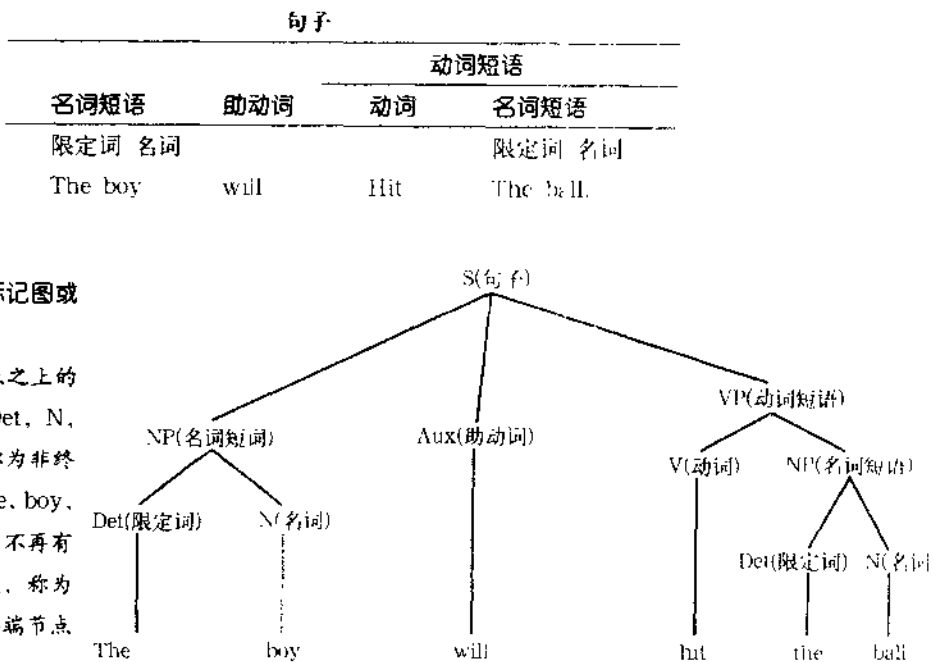 句子
动词短语
名词短语 助动词 动词 名词短语
限定词 名词 限定词 名词
The boy will Hit The ball.
标记图或
之上的
Det, N,
为非终
e、boy、
不再有
称为
端节点
S(句子)
VP(动词短语)
NP(名词短词) Aux(助动词)
V(动词) NP(名词短语)
Det(限定词) N(名词)
Det(限定词) N(名词
The boy will hit the ball